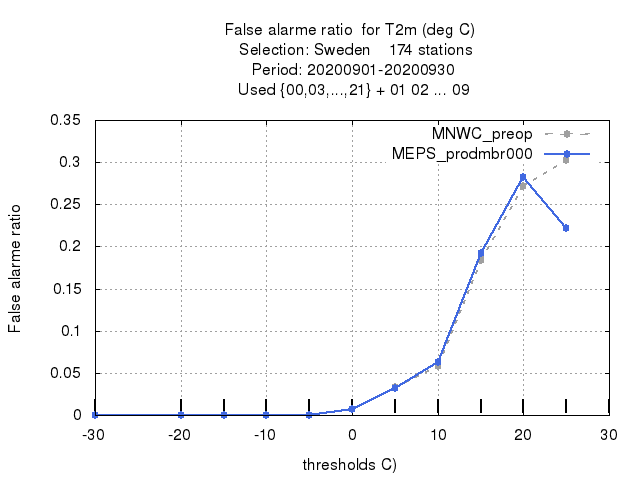 False alarme ratio  for T2m (deg C)
Selection: Sweden    174 stations
Period: 20200901-20200930
Used {00,03,...,21} + 01 02 ... 09
MNWC_preop
MEPS_prodmbr000
False alarme ratio
0.35
0.3
0.25
0.2
0.15
0.1
0.05
0
-30 -20 -10 0 10 20 30
thresholds C)